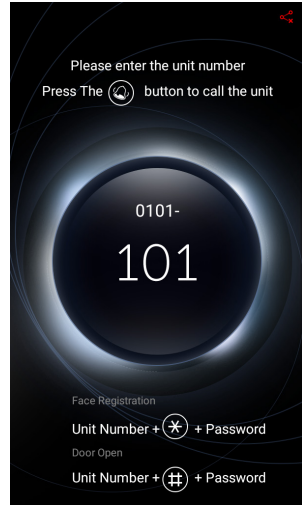 Please enter the unit number
Press The button to call the unit
0101-
101
Face Registration
Unit Number + * + Password
Door Open
Unit Number + # + Password